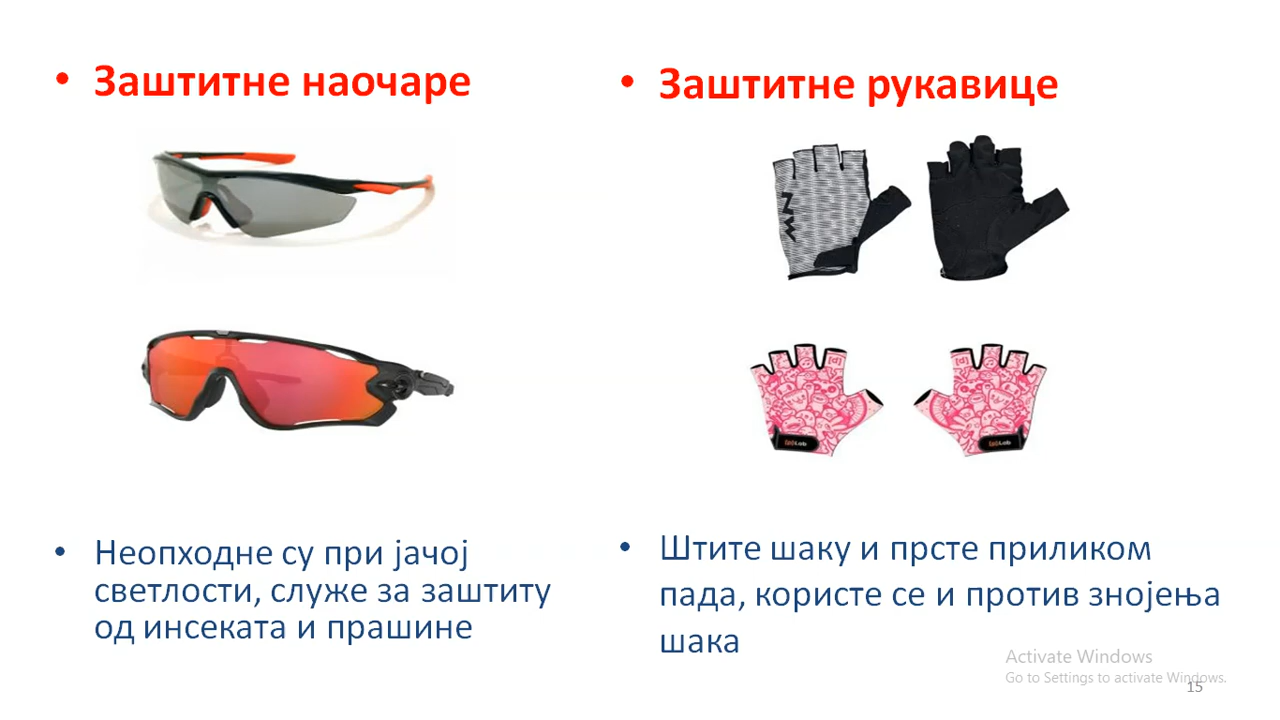 • Заштитне наочаре
• Заштитне рукавице
• Неопходне су при јачој
светлости, служе за заштиту
од инсеката и прашине
• Штите шаку и прсте приликом
пада, користе се и против знојења
шака
Activate Windows
Go to Settings to activate Windows.
15